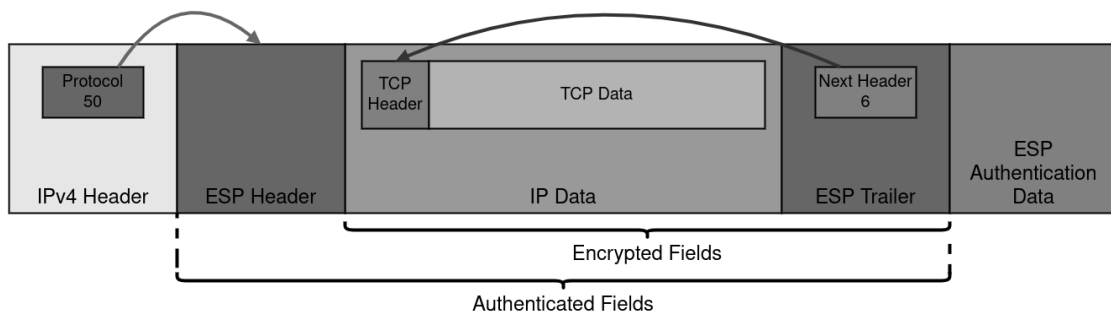 Protocol
50
TCP
Header
TCP Data
Next Header
6
IPv4 Header
ESP Header
IP Data
ESP Trailer
ESP
Authentication
Data
Encrypted Fields
Authenticated Fields